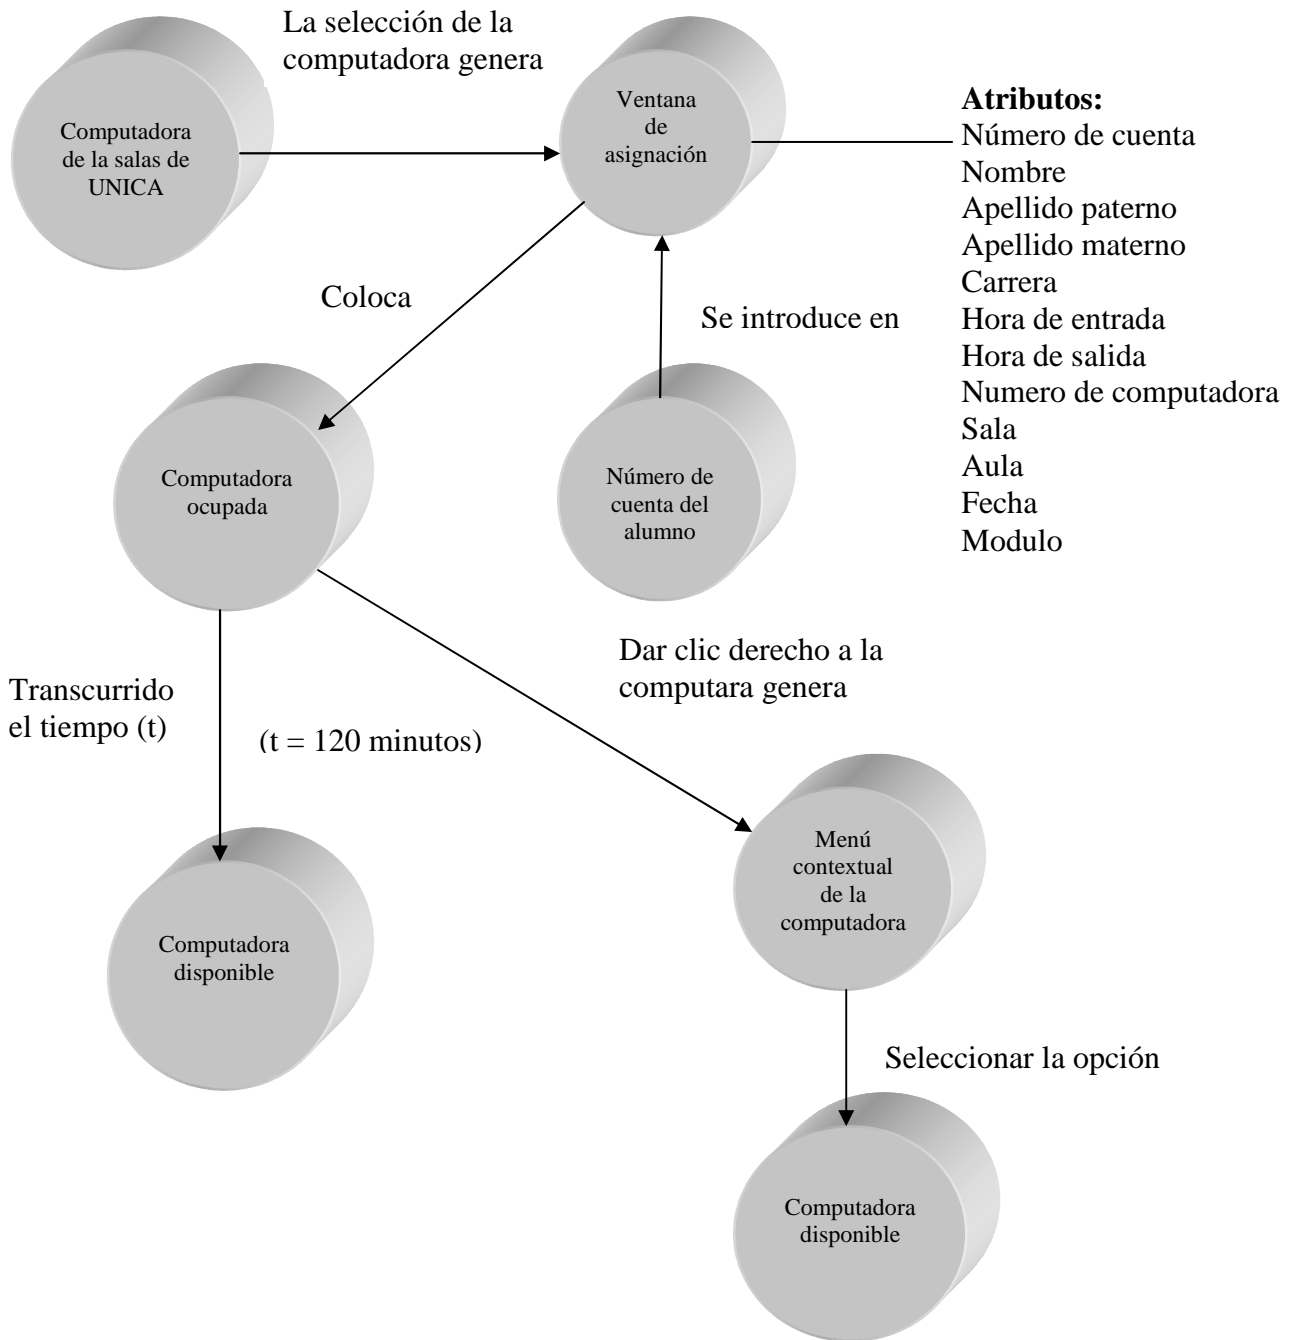 La selección de la
computadora genera
Computadora
de la salas de
UNICA
Ventana
de
asignación
Atributos:
Número de cuenta
Nombre
Apellido paterno
Apellido materno
Carrera
Hora de entrada
Hora de salida
Numero de computadora
Sala
Aula
Fecha
Modulo
Coloca
Se introduce en
Computadora
ocupada
Número de
cuenta del
alumno
Dar clic derecho a la
computara genera
Transcurrido
el tiempo (t)
(t = 120 minutos)
Menú
contextual
de la
computadora
Computadora
disponible
Seleccionar la opción
Computadora
disponible